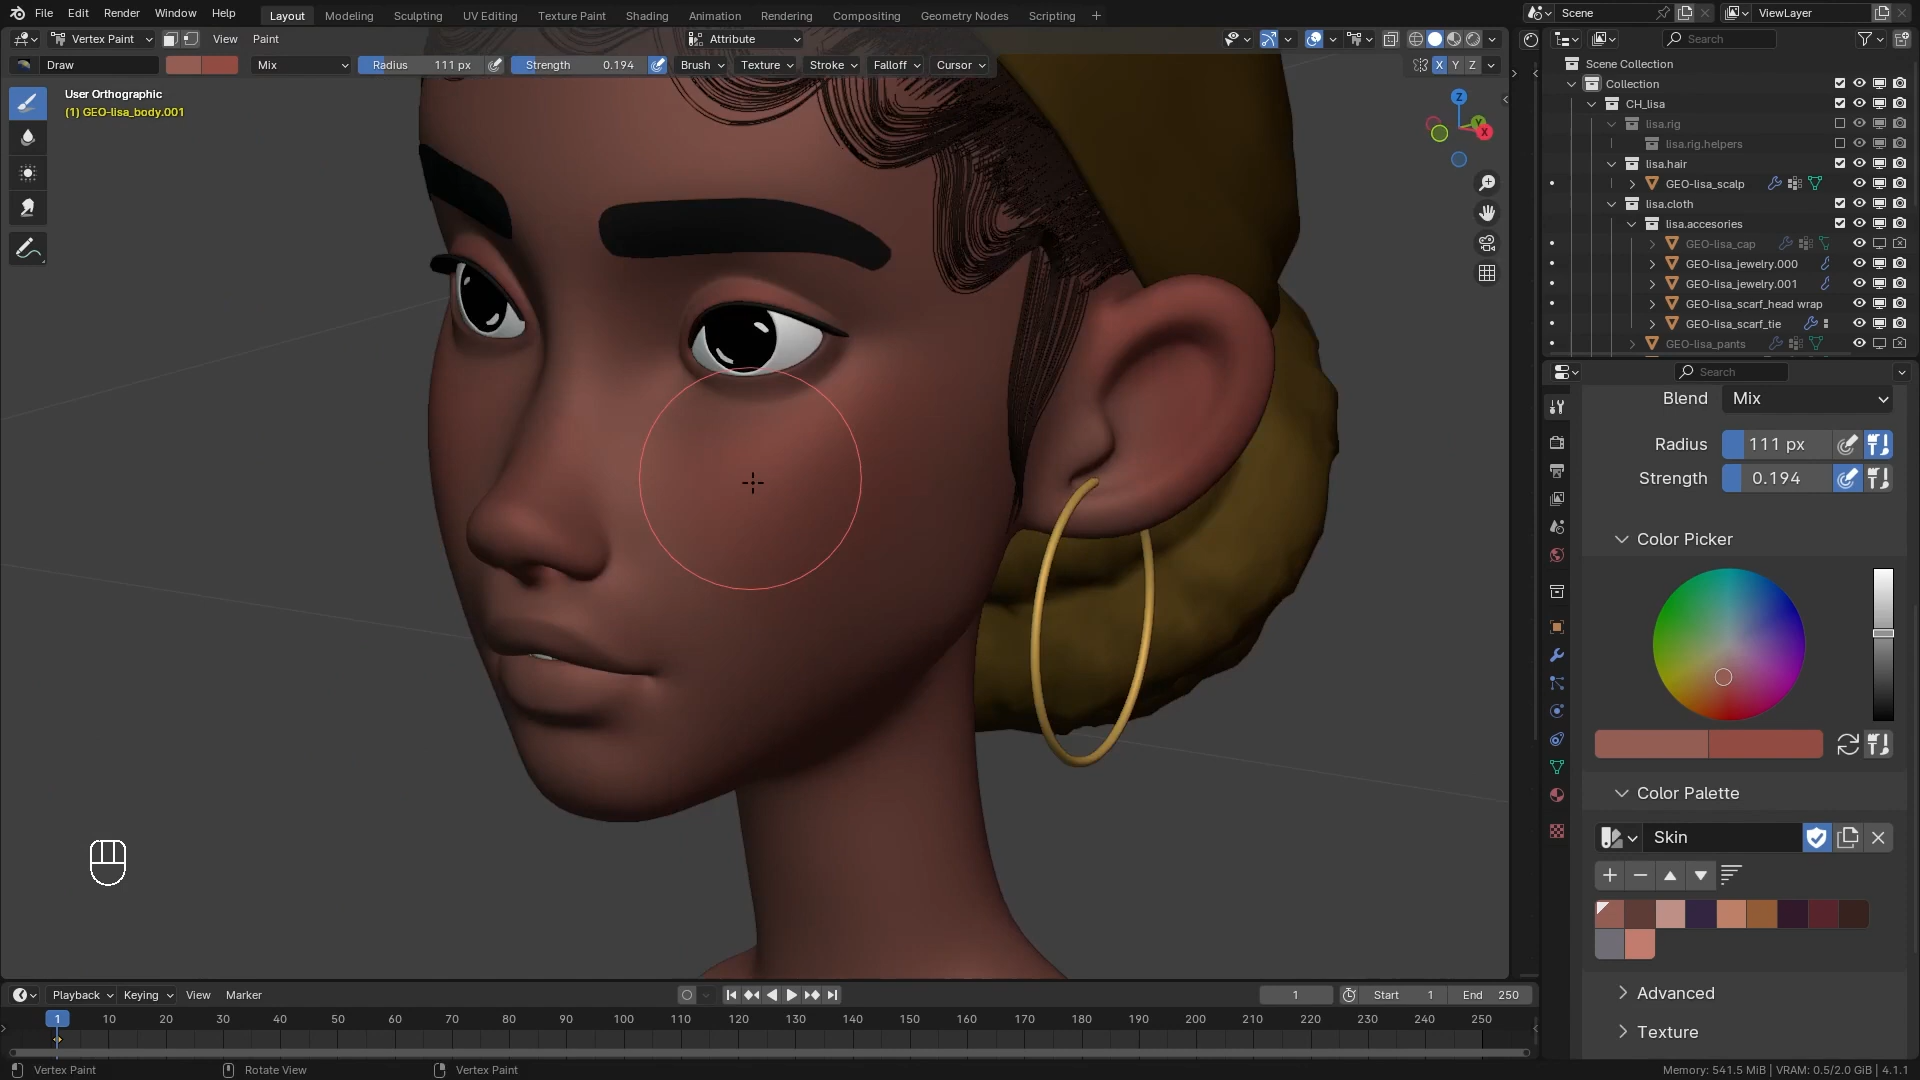 File Edit Render Window Help Layout Modeling Sculpting UV Editing Texture Paint Shading Animation Rendering Compositing Geometry Nodes Scripting + Scene ViewLayer
Vertex Paint View Paint Attribute Search
Draw Mix Radius 111 px Strength 0.194 Brush Texture Stroke Falloff Cursor X Y Z
User Orthographic
(1) GEO-lisa_body.001
Z
Y
X
Scene Collection
Collection
CH_lisa
lisa.rig
lisa.rig.helpers
lisa.hair
GEO-lisa_scalp
lisa.cloth
lisa.accesories
GEO-lisa_cap
GEO-lisa_jewelry.000
GEO-lisa_jewelry.001
GEO-lisa_scarf_head wrap
GEO-lisa_scarf_tie
GEO-lisa_pants
Search
Blend Mix
Radius 111 px
Strength 0.194
Color Picker
Color Palette
Skin
Advanced
Texture
Playback Keying View Marker 1 Start 1 End 250
1 10 20 30 40 50 60 70 80 90 100 110 120 130 140 150 160 170 180 190 200 210 220 230 240 250
Vertex Paint Rotate View Vertex Paint Memory: 541.5 MiB | VRAM: 0.5/2.0 GiB | 4.1.1